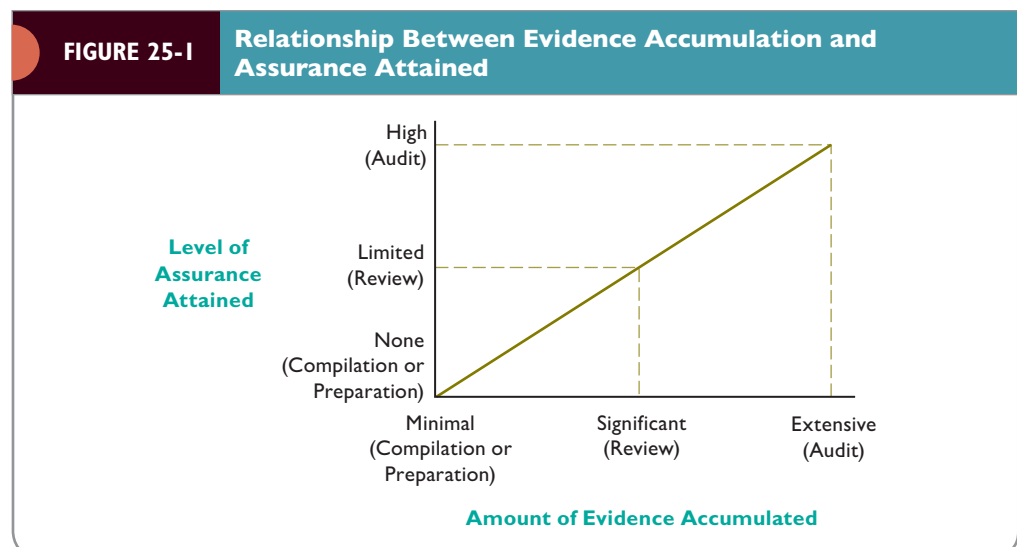 FIGURE 25-1
Relationship Between Evidence Accumulation and
Assurance Attained
High
(Audit)
Level of
Assurance
Attained
Limited
(Review)
None
(Compilation or
Preparation)
Minimal
(Compilation or
Preparation)
Significant
(Review)
Extensive
(Audit)
Amount of Evidence Accumulated